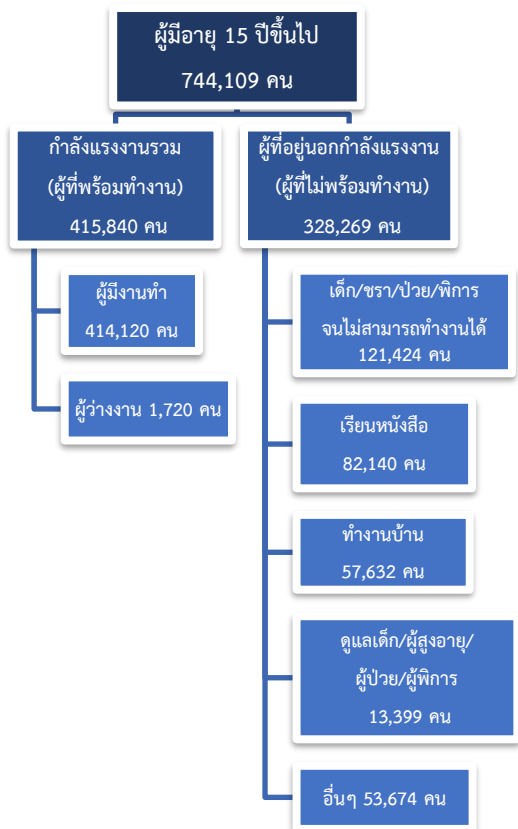 ผู้มีอายุ 15 ปีขึ้นไป
744,109 คน
กำลังแรงงานรวม
(ผู้ที่พร้อมทำงาน)
415,840 คน
ผู้ที่อยู่นอกกำลังแรงงาน
(ผู้ที่ไม่พร้อมทำงาน)
328,269 คน
ผู้มีงานทำ
414,120 คน
ผู้ว่างงาน 1,720 คน
เด็ก/ชรา/ป่วย/พิการ
จนไม่สามารถทำงานได้
121,424 คน
เรียนหนังสือ
82,140 คน
ทำงานบ้าน
57,632 คน
ดูแลเด็ก/ผู้สูงอายุ/
ผู้ป่วย/ผู้พิการ
13,399 คน
อื่นๆ 53,674 คน